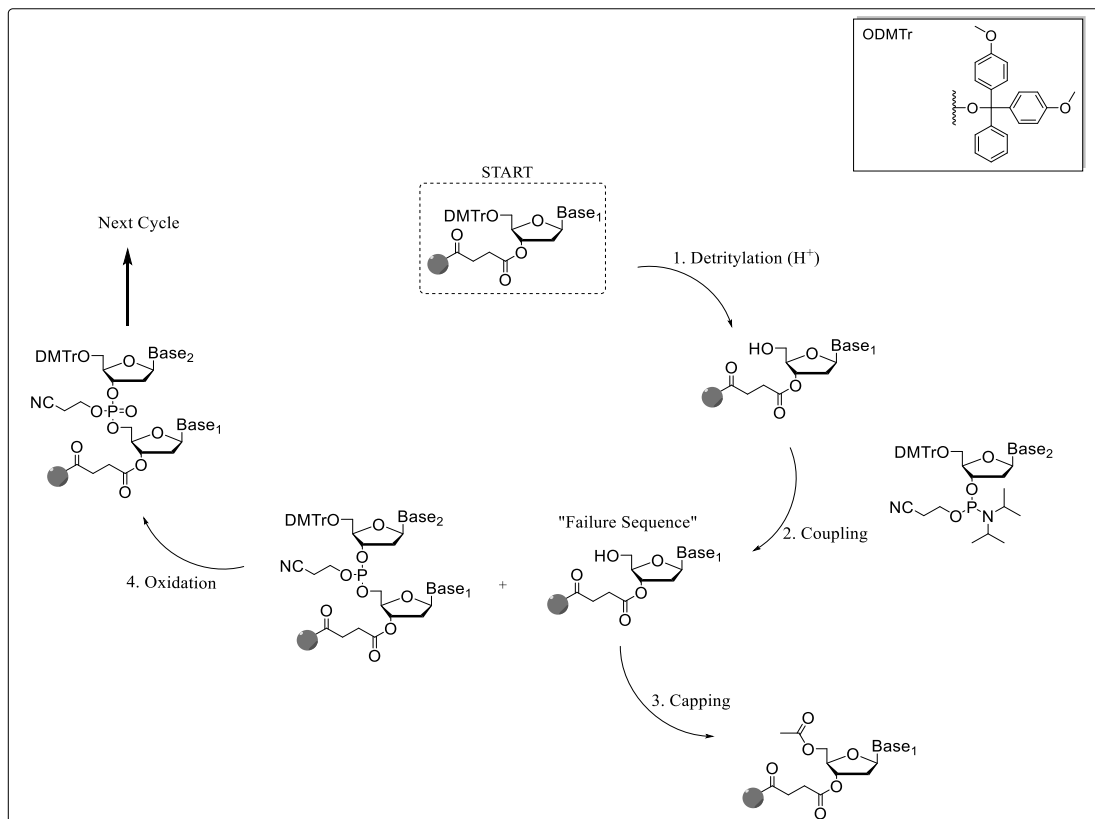 ODMTr
O
O
O
START
DMTrO
O
Base₁
O
O
O
1. Detritylation (H⁺)
Next Cycle
HO
O
Base₁
O
O
O
DMTrO
O
Base₂
O
NC
O
P
O
O
O
Base₁
O
O
O
DMTrO
O
Base₂
O
NC
O
P
N
2. Coupling
"Failure Sequence"
HO
O
Base₁
O
O
O
DMTrO
O
Base₂
O
NC
O
P
O
O
Base₁
O
O
O
+
4. Oxidation
3. Capping
O
O
O
Base₁
O
O
O